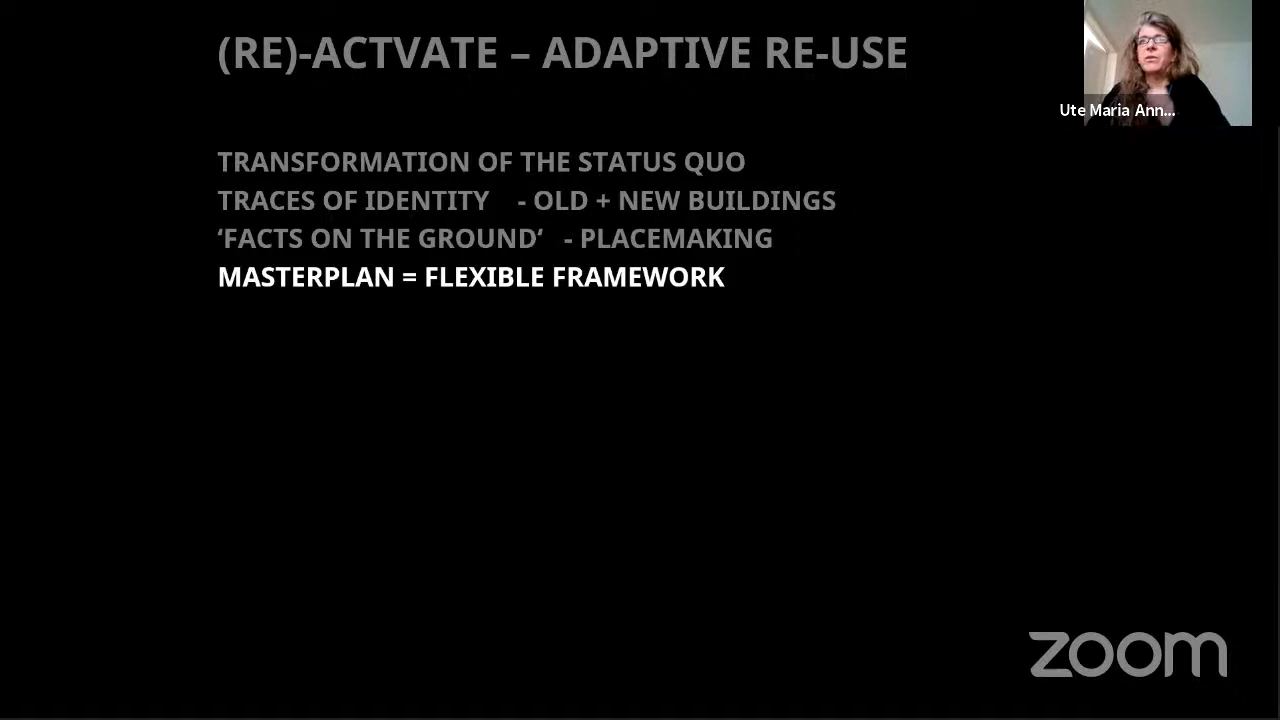 (RE)-ACTVATE – ADAPTIVE RE-USE
Ute Maria Ann...
TRANSFORMATION OF THE STATUS QUO
TRACES OF IDENTITY - OLD + NEW BUILDINGS
‘FACTS ON THE GROUND‘ - PLACEMAKING
MASTERPLAN = FLEXIBLE FRAMEWORK
zoom